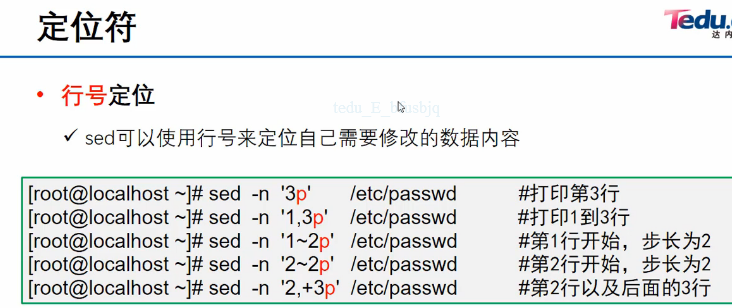 定位符
Tedu.
达内
• 行号定位
✓ sed可以使用行号来定位自己需要修改的数据内容
[root@localhost ~]# sed -n '3p' /etc/passwd #打印第3行
[root@localhost ~]# sed -n '1,3p' /etc/passwd #打印1到3行
[root@localhost ~]# sed -n '1~2p' /etc/passwd #第1行开始，步长为2
[root@localhost ~]# sed -n '2~2p' /etc/passwd #第2行开始，步长为2
[root@localhost ~]# sed -n '2,+3p' /etc/passwd #第2行以及后面的3行